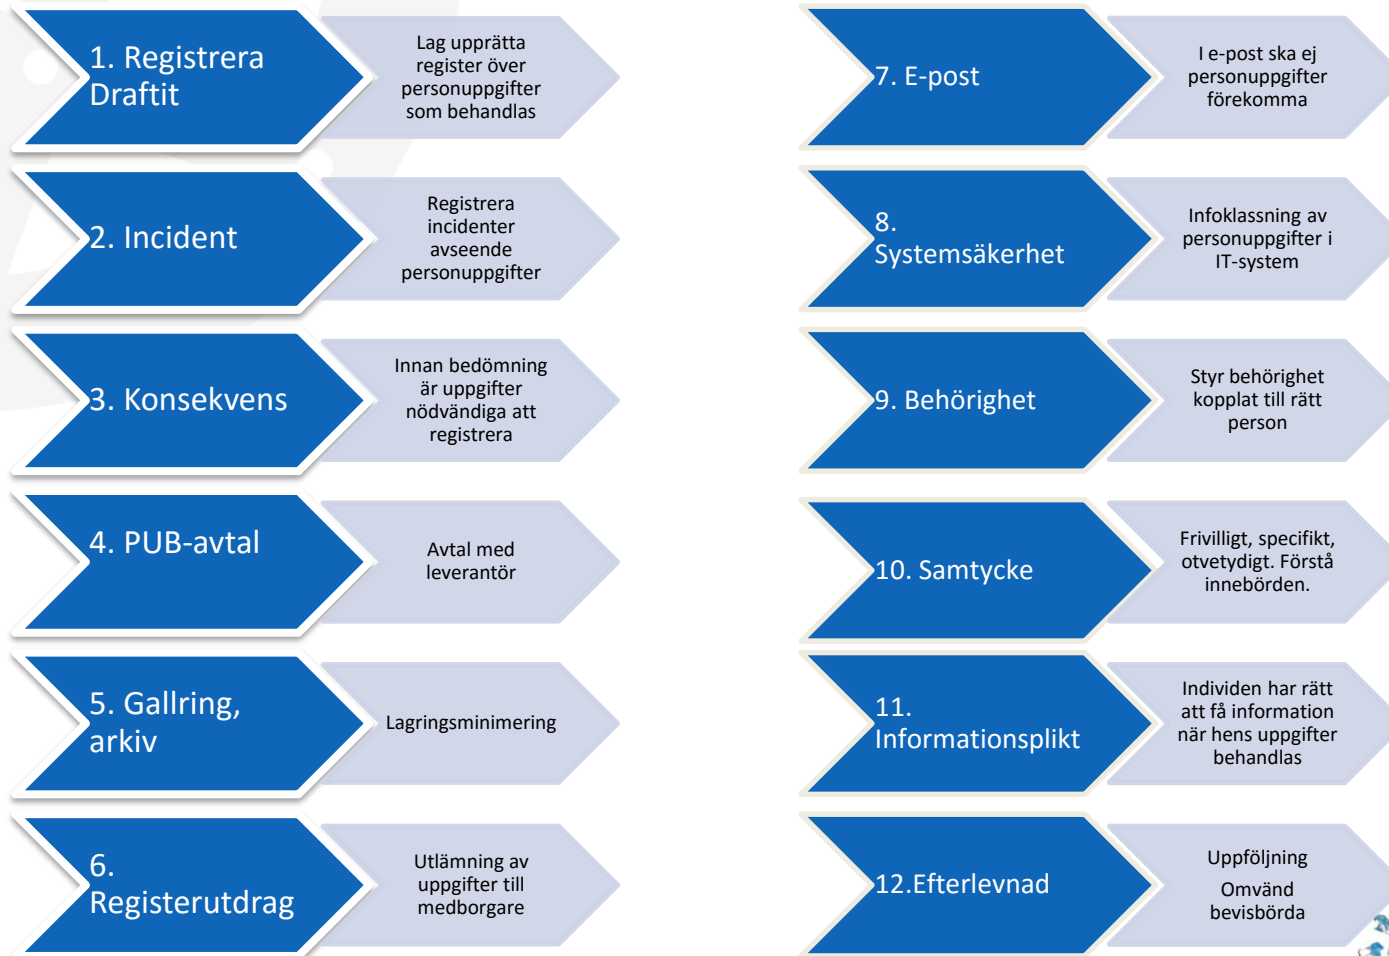 1. Registrera
Draftit
Lag upprätta
register över
personuppgifter
som behandlas
2. Incident
Registrera
incidenter
avseende
personuppgifter
3. Konsekvens
Innan bedömning
är uppgifter
nödvändiga att
registrera
4. PUB-avtal
Avtal med
leverantör
5. Gallring,
arkiv
Lagringsminimering
6.
Registerutdrag
Utlämning av
uppgifter till
medborgare
7. E-post
I e-post ska ej
personuppgifter
förekomma
8.
Systemsäkerhet
Infoklassning av
personuppgifter i
IT-system
9. Behörighet
Styr behörighet
kopplat till rätt
person
10. Samtycke
Frivilligt, specifikt,
otvetydigt. Förstå
innebörden.
11.
Informationsplikt
Individen har rätt
att få information
när hens uppgifter
behandlas
12.Efterlevnad
Uppföljning
Omvänd
bevisbörda